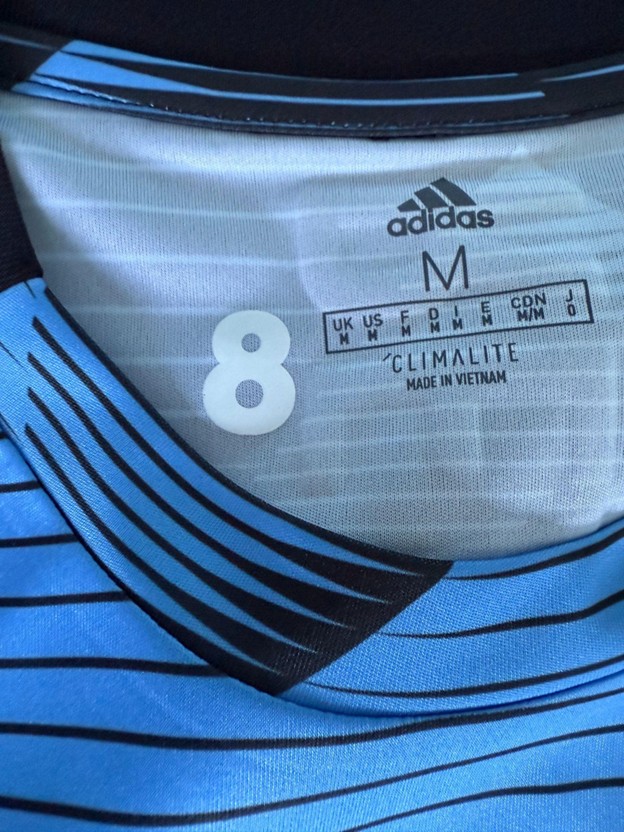 adidas
M
UK US F D I E CDN J
M M M M M M M/M O
8
CLIMALITE
MADE IN VIETNAM